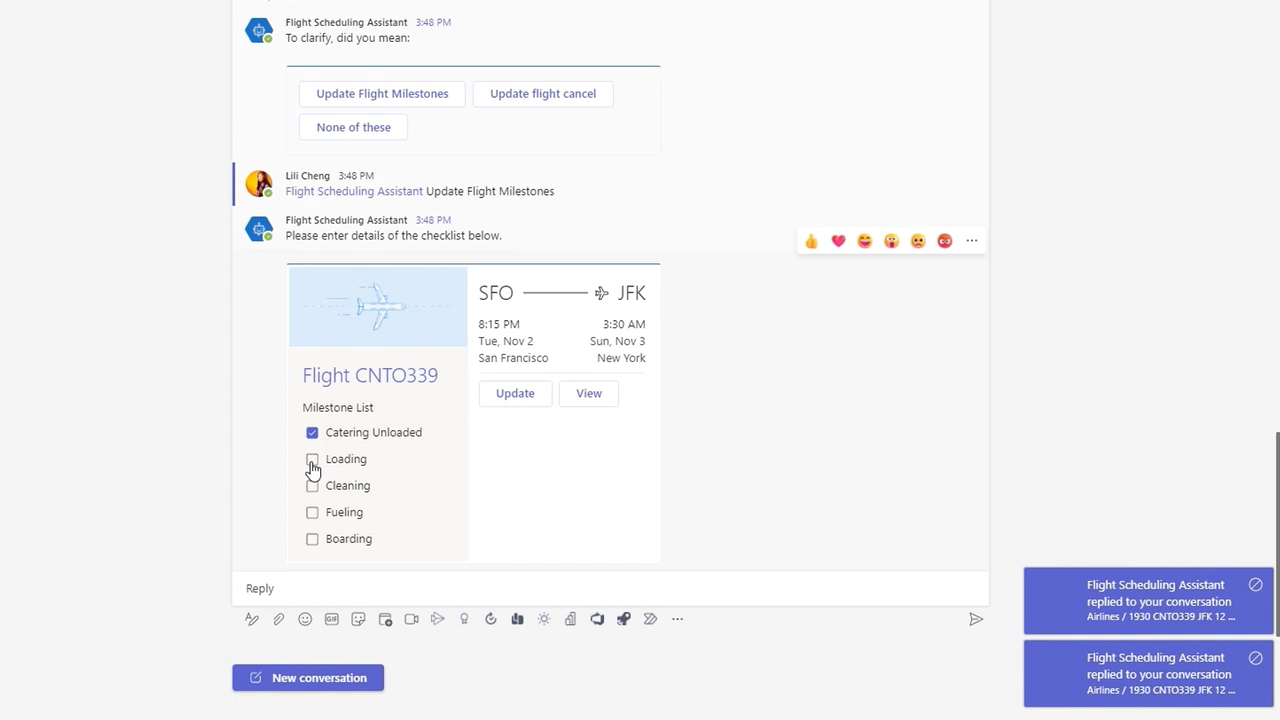 Flight Scheduling Assistant 3:48 PM
To clarify, did you mean:
Update Flight Milestones Update flight cancel
None of these
Lili Cheng 3:48 PM
Flight Scheduling Assistant Update Flight Milestones
Flight Scheduling Assistant 3:48 PM
Please enter details of the checklist below.
SFO JFK
8:15 PM 3:30 AM
Tue, Nov 2 Sun, Nov 3
San Francisco New York
Update View
Flight CNTO339
Milestone List
Catering Unloaded
Loading
Cleaning
Fueling
Boarding
Reply
GIF
New conversation
Flight Scheduling Assistant
replied to your conversation
Airlines / 1930 CNTO339 JFK 12 ...
Flight Scheduling Assistant
replied to your conversation
Airlines / 1930 CNTO339 JFK 12 ...